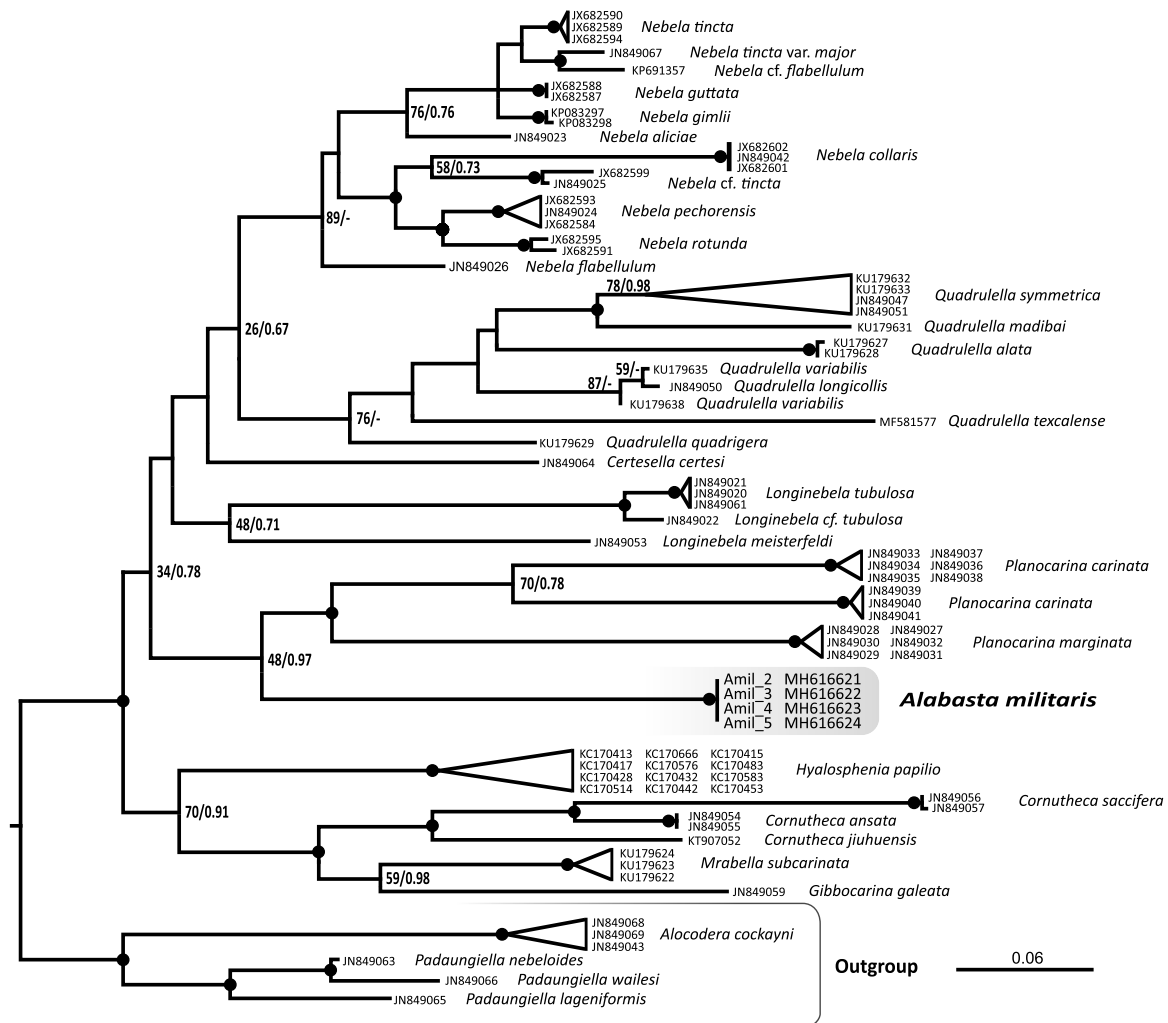 JX682590
JX682589 Nebela tincta
JX682594
JN849067 Nebela tincta var. major
KP691357 Nebela cf. flabellulum
JX682588
JX682587 Nebela guttata
KP083297
KP083298 Nebela gimlii
76/0.76
JN849023 Nebela aliciae
JX682602
JN849042 Nebela collaris
JX682601
58/0.73
JX682599
JN849025 Nebela cf. tincta
JX682593
JN849024 Nebela pechorensis
JX682584
89/-
JX682595
JX682591 Nebela rotunda
JN849026 Nebela flabellulum
78/0.98
KU179632
KU179633
JN849047
JN849051
Quadrulella symmetrica
KU179631 Quadrulella madibai
26/0.67
KU179627
KU179628 Quadrulella alata
59/-
KU179635 Quadrulella variabilis
87/-
JN849050 Quadrulella longicollis
KU179638 Quadrulella variabilis
76/-
MF581577 Quadrulella texcalense
KU179629 Quadrulella quadrigera
JN849064 Certesella certesi
JN849021
JN849020 Longinebela tubulosa
JN849061
JN849022 Longinebela cf. tubulosa
48/0.71
JN849053 Longinebela meisterfeldi
34/0.78
JN849033 JN849037
JN849034 JN849036 Planocarina carinata
JN849035 JN849038
70/0.78
JN849039
JN849040 Planocarina carinata
JN849041
JN849028 JN849027
JN849030 JN849032 Planocarina marginata
JN849029 JN849031
48/0.97
Amil_2 MH616621
Amil_3 MH616622
Amil_4 MH616623
Amil_5 MH616624
Alabasta militaris
KC170413 KC170666 KC170415
KC170417 KC170576 KC170483
KC170428 KC170432 KC170583
KC170514 KC170442 KC170453
Hyalosphenia papilio
70/0.91
JN849056
JN849057 Cornutheca saccifera
JN849054
JN849055 Cornutheca ansata
KT907052 Cornutheca jiuhuensis
KU179624
KU179623 Mrabella subcarinata
KU179622
59/0.98
JN849059 Gibbocarina galeata
JN849068
JN849069 Alocodera cockayni
JN849043
JN849063 Padaungiella nebeloides
JN849066 Padaungiella wailesi
JN849065 Padaungiella lageniformis
Outgroup
0.06